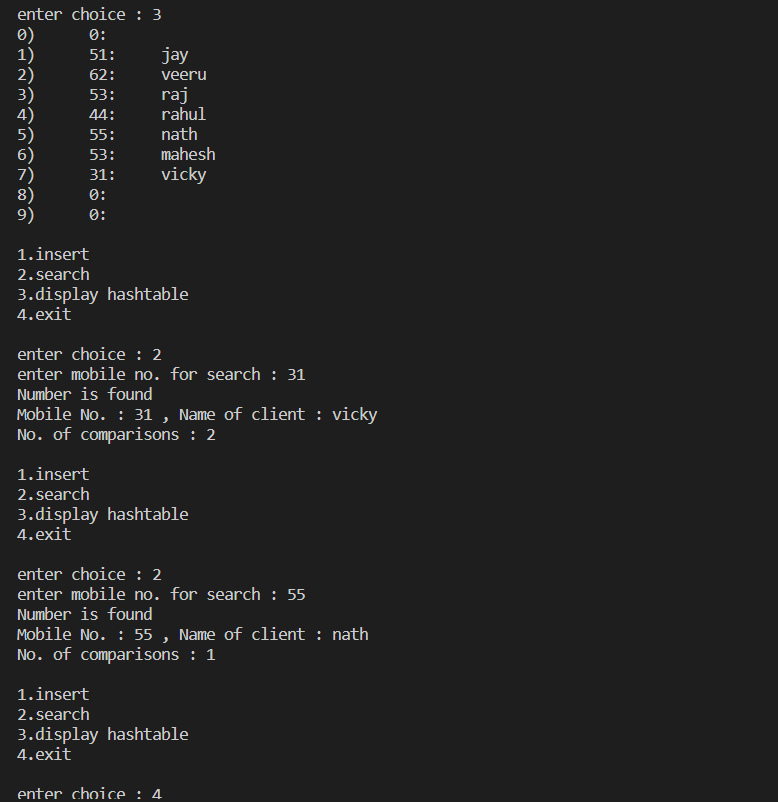 enter choice : 3
0)      0:
1)      51:     jay
2)      62:     veeru
3)      53:     raj
4)      44:     rahul
5)      55:     nath
6)      53:     mahesh
7)      31:     vicky
8)      0:
9)      0:
1.insert
2.search
3.display hashtable
4.exit
enter choice : 2
enter mobile no. for search : 31
Number is found
Mobile No. : 31 , Name of client : vicky
No. of comparisons : 2
1.insert
2.search
3.display hashtable
4.exit
enter choice : 2
enter mobile no. for search : 55
Number is found
Mobile No. : 55 , Name of client : nath
No. of comparisons : 1
1.insert
2.search
3.display hashtable
4.exit
enter choice : 4